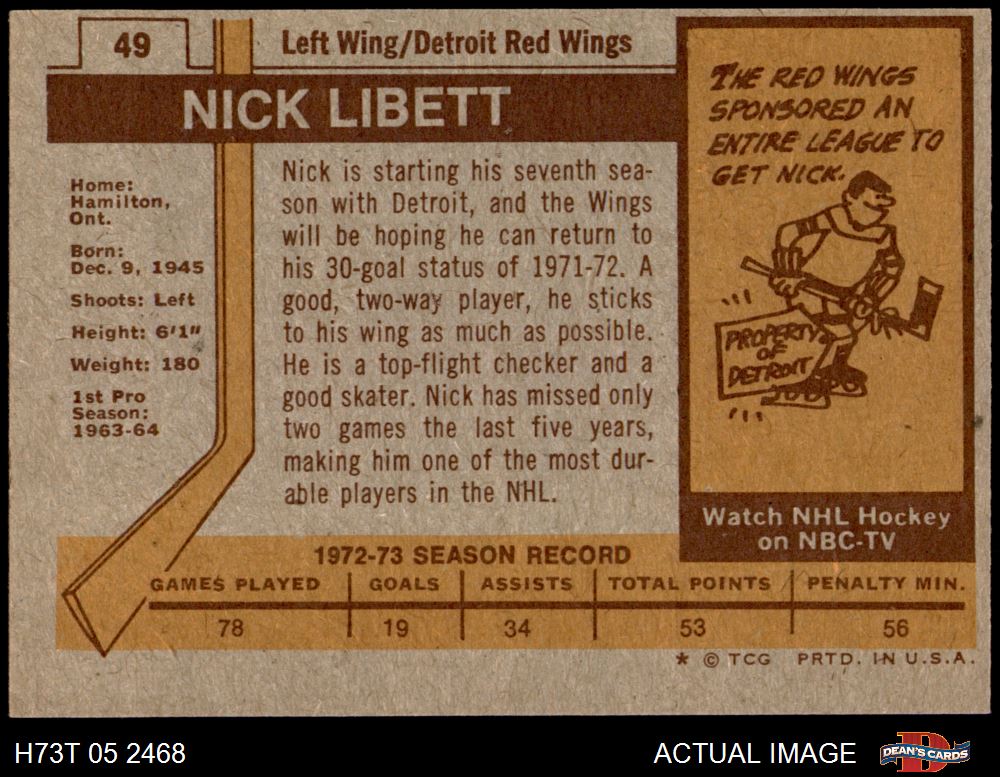 49
Left Wing/Detroit Red Wings
NICK LIBETT
Home:
Hamilton,
Ont.
Born:
Dec. 9, 1945
Shoots: Left
Height: 6'1"
Weight: 180
1st Pro
Season:
1963-64
Nick is starting his seventh sea-
son with Detroit, and the Wings
will be hoping he can return to
his 30-goal status of 1971-72. A
good, two-way player, he sticks
to his wing as much as possible.
He is a top-flight checker and a
good skater. Nick has missed only
two games the last five years,
making him one of the most dur-
able players in the NHL.
THE RED WINGS
SPONSORED AN
ENTIRE LEAGUE TO
GET NICK.
PROPERTY
OF
DETROIT
Watch NHL Hockey
on NBC-TV
1972-73 SEASON RECORD
GAMES PLAYED GOALS ASSISTS TOTAL POINTS PENALTY MIN.
78 19 34 53 56
* © TCG PRTD. IN U.S.A.
H73T 05 2468
ACTUAL IMAGE
D
DEAN'S CARDS